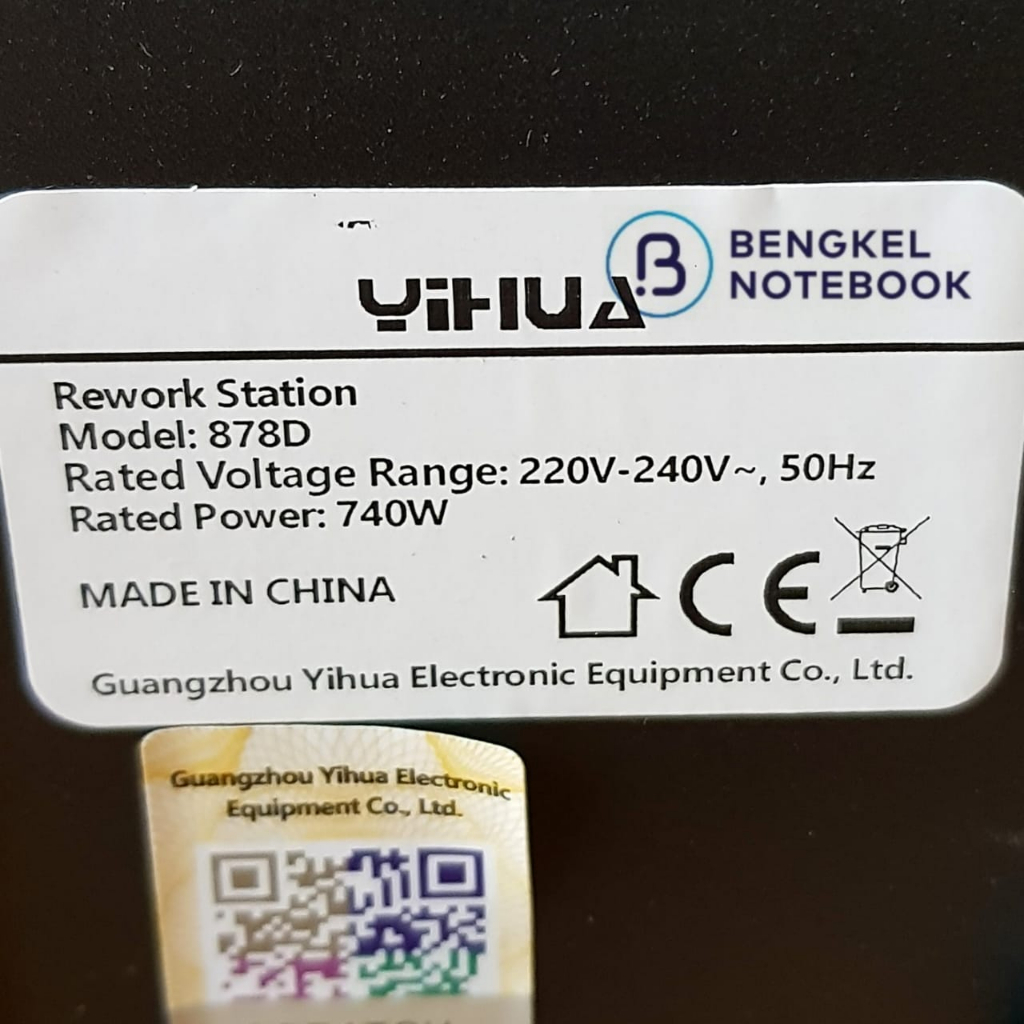 BENGKEL
NOTEBOOK
YiHUA
Rework Station
Model: 878D
Rated Voltage Range: 220V-240V~, 50Hz
Rated Power: 740W
MADE IN CHINA
CE
Guangzhou Yihua Electronic Equipment Co., Ltd.
Guangzhou Yihua Electronic
Equipment Co., Ltd.